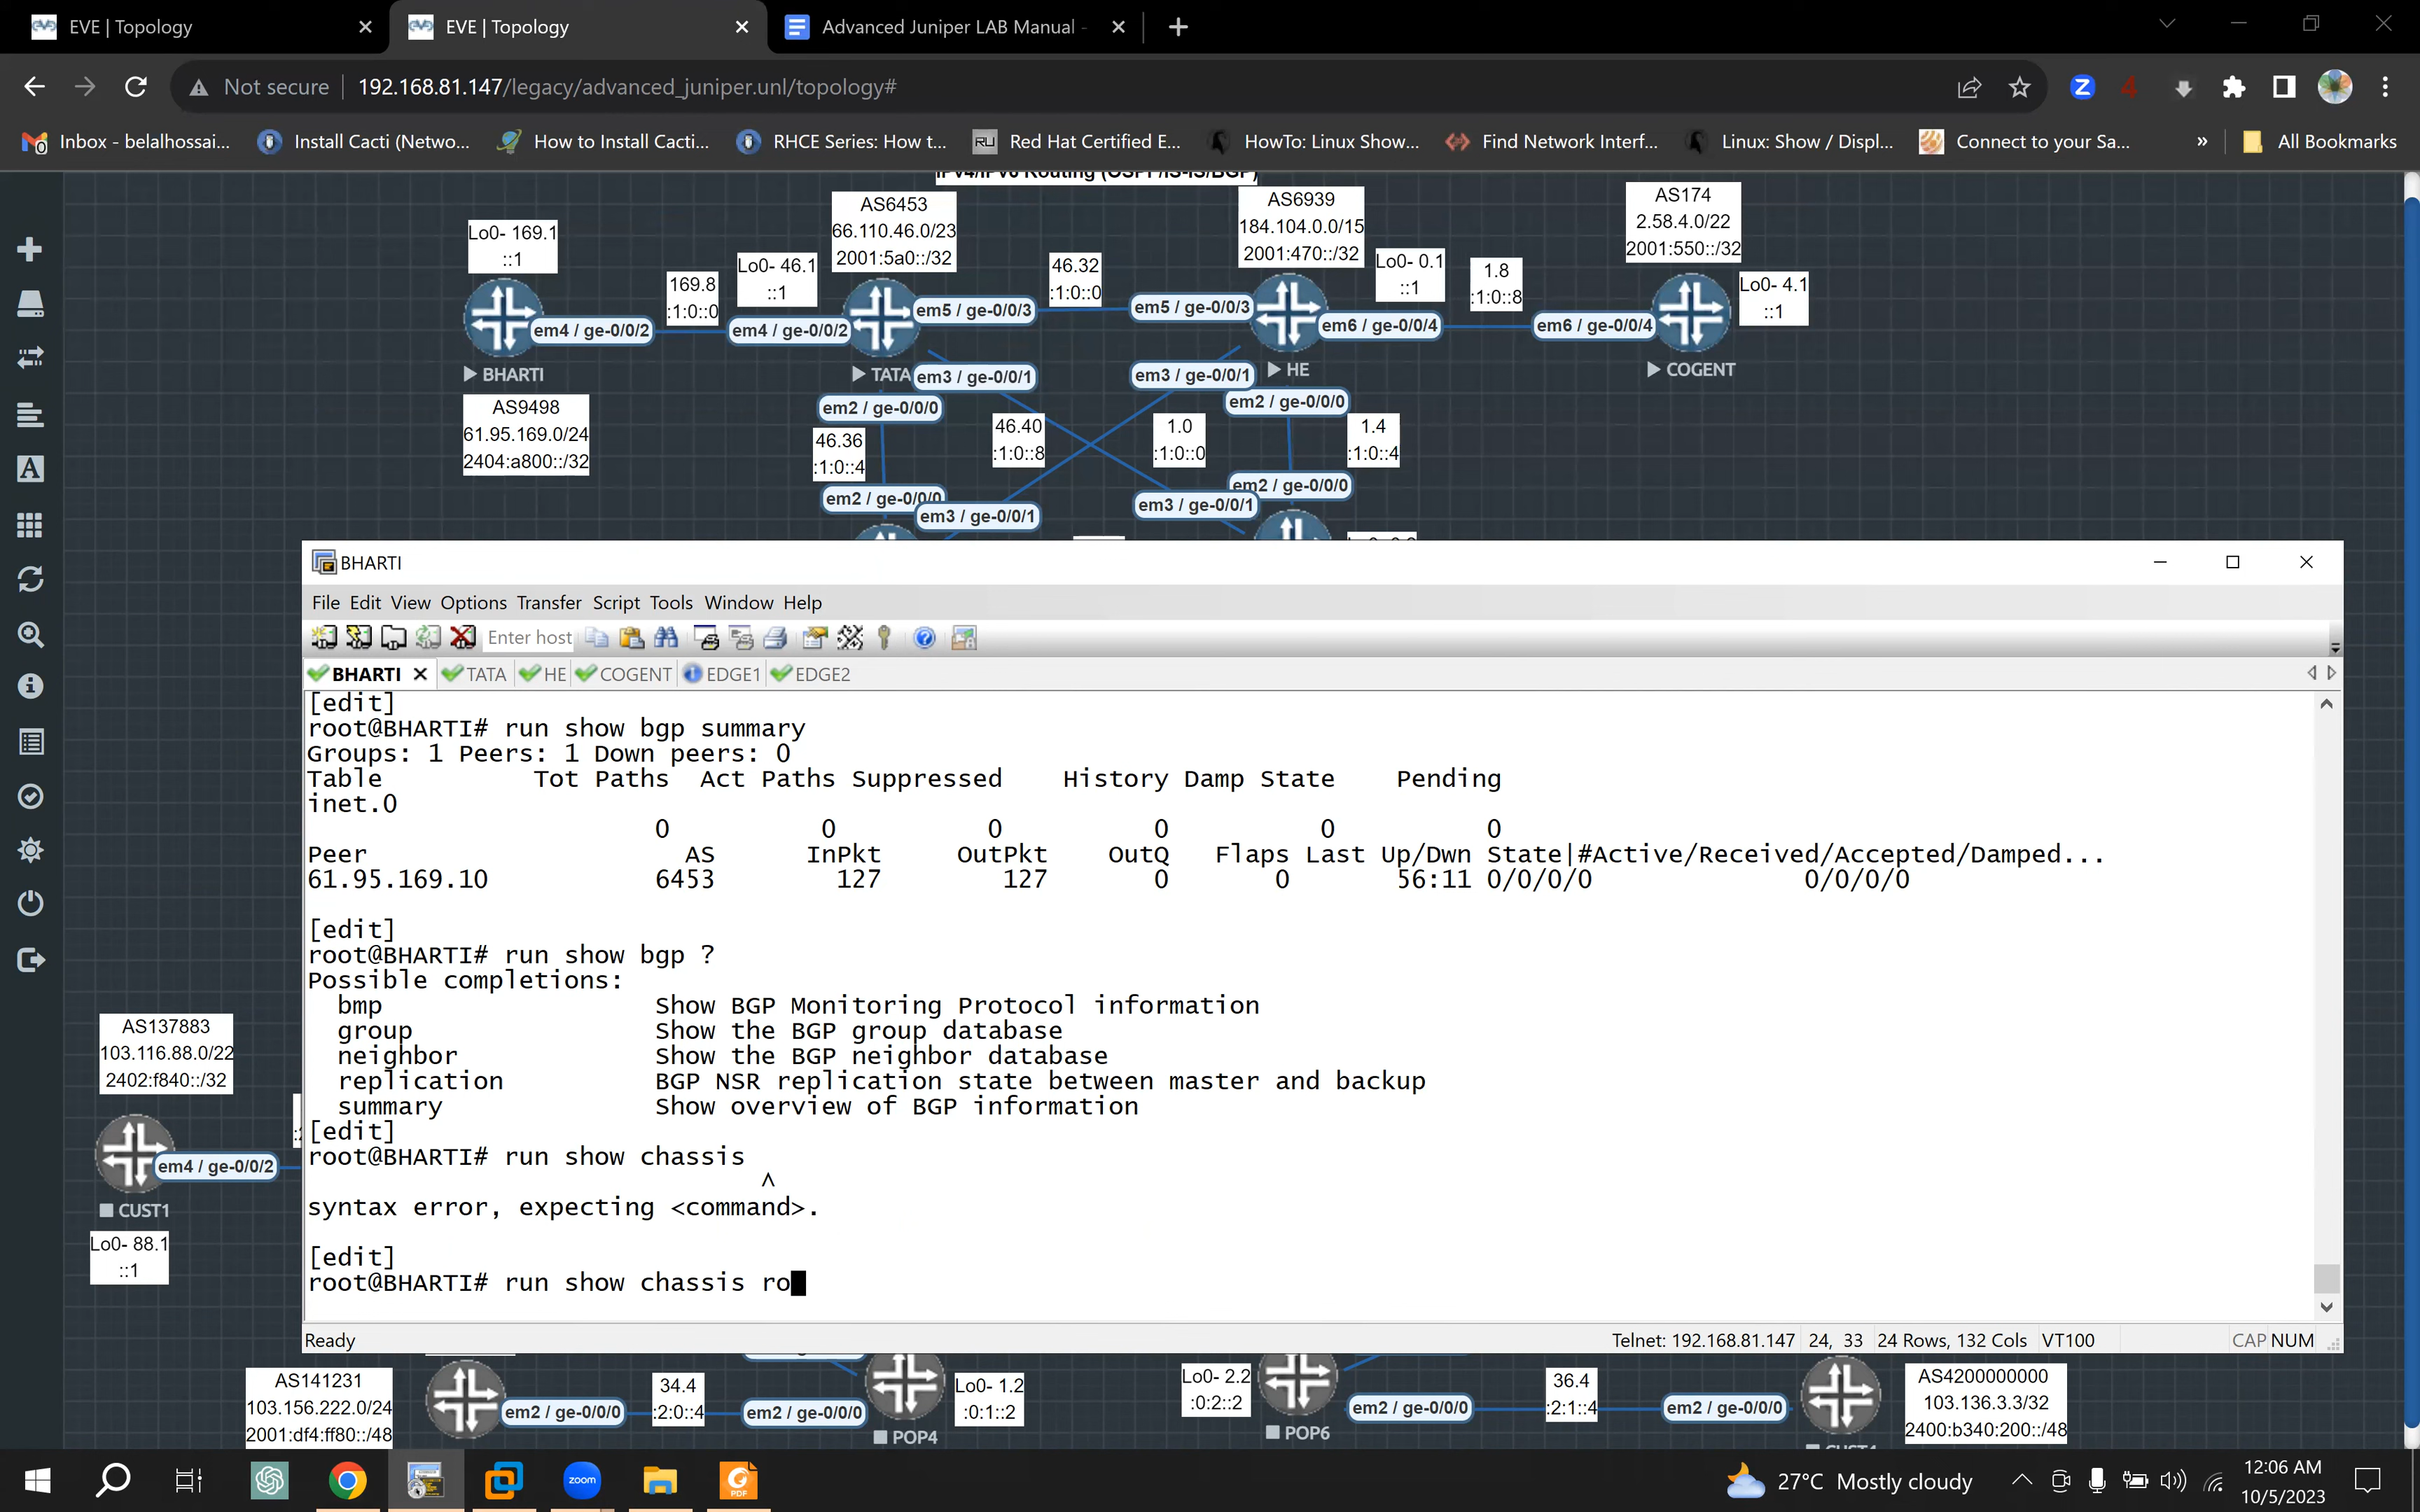 EVE | Topology
EVE | Topology
Advanced Juniper LAB Manual -
Not secure
192.168.81.147/legacy/advanced_juniper.unl/topology#
Inbox - belalhossai...
Install Cacti (Netwo...
How to Install Cacti...
RHCE Series: How t...
Red Hat Certified E...
HowTo: Linux Show...
Find Network Interf...
Linux: Show / Displ...
Connect to your Sa...
»
All Bookmarks
IPv4/IPv6 Routing (OSPF/IS-IS/BGP)
Lo0- 169.1
::1
AS6453
66.110.46.0/23
2001:5a0::/32
AS6939
184.104.0.0/15
2001:470::/32
AS174
2.58.4.0/22
2001:550::/32
169.8
:1:0::0
Lo0- 46.1
::1
46.32
:1:0::0
Lo0- 0.1
::1
1.8
:1:0::8
Lo0- 4.1
::1
em4 / ge-0/0/2
em4 / ge-0/0/2
em5 / ge-0/0/3
em5 / ge-0/0/3
em6 / ge-0/0/4
em6 / ge-0/0/4
BHARTI
TATA
HE
COGENT
em3 / ge-0/0/1
em3 / ge-0/0/1
em2 / ge-0/0/0
em2 / ge-0/0/0
AS9498
61.95.169.0/24
2404:a800::/32
46.36
:1:0::4
46.40
:1:0::8
1.0
:1:0::0
1.4
:1:0::4
em2 / ge-0/0/0
em3 / ge-0/0/1
em3 / ge-0/0/1
em2 / ge-0/0/0
BHARTI
File Edit View Options Transfer Script Tools Window Help
Enter host
BHARTI
TATA
HE
COGENT
EDGE1
EDGE2
[edit]
root@BHARTI# run show bgp summary
Groups: 1 Peers: 1 Down peers: 0
Table Tot Paths Act Paths Suppressed History Damp State Pending
inet.0
0 0 0 0 0 0
Peer AS InPkt OutPkt OutQ Flaps Last Up/Dwn State|#Active/Received/Accepted/Damped...
61.95.169.10 6453 127 127 0 0 56:11 0/0/0/0 0/0/0/0
[edit]
root@BHARTI# run show bgp ?
Possible completions:
bmp Show BGP Monitoring Protocol information
group Show the BGP group database
neighbor Show the BGP neighbor database
replication BGP NSR replication state between master and backup
summary Show overview of BGP information
[edit]
root@BHARTI# run show chassis
^
syntax error, expecting <command>.
[edit]
root@BHARTI# run show chassis ro
Ready
Telnet: 192.168.81.147 24, 33 24 Rows, 132 Cols VT100 CAP NUM
AS137883
103.116.88.0/22
2402:f840::/32
em4 / ge-0/0/2
CUST1
Lo0- 88.1
::1
AS141231
103.156.222.0/24
2001:df4:ff80::/48
em2 / ge-0/0/0
34.4
:2:0::4
em2 / ge-0/0/0
POP4
Lo0- 1.2
:0:1::2
Lo0- 2.2
:0:2::2
POP6
em2 / ge-0/0/0
36.4
:2:1::4
em2 / ge-0/0/0
AS4200000000
103.136.3.3/32
2400:b340:200::/48
zoom
PDF
27°C Mostly cloudy
12:06 AM
10/5/2023